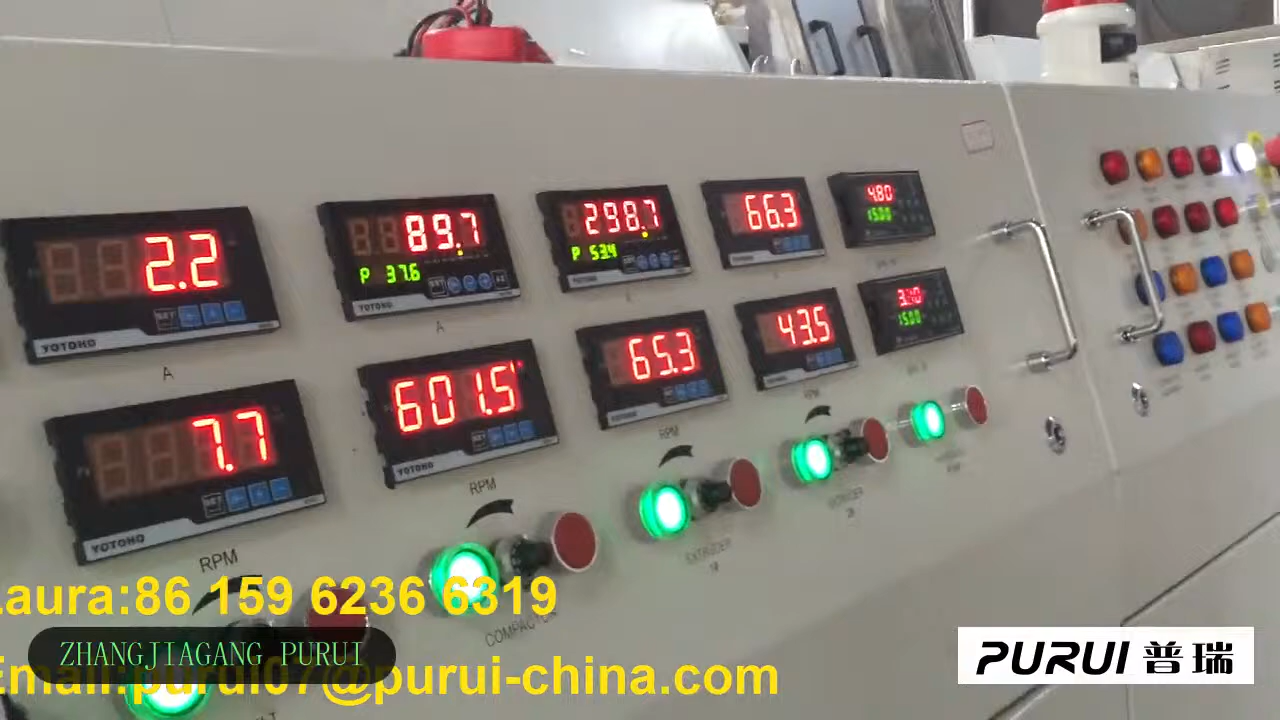 2.2
YOTOHO
A
89.7
P 37.6
YOTOHO
A
298.7
P 53.4
66.3
4.80
15.00
7.7
YOTOHO
RPM
601.5
YOTOHO
RPM
65.3
RPM
43.5
RPM
15.00
COMPACTOR
EXTRUDER
Laura:86 159 6236 6319
ZHANGJIAGANG PURUI
Email:purui07@purui-china.com
PURUI 普瑞